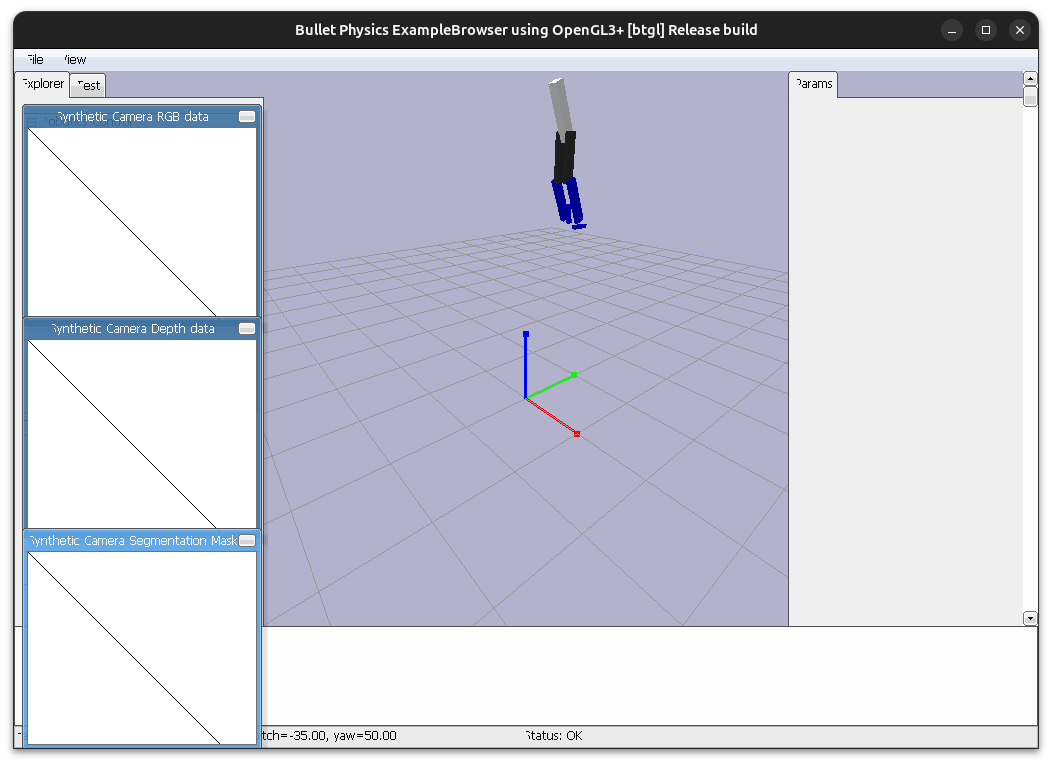 Bullet Physics ExampleBrowser using OpenGL3+ [btgl] Release build
File View
Explorer Test Params
Synthetic Camera RGB data
Synthetic Camera Depth data
Synthetic Camera Segmentation Mask
tch=-35.00, yaw=50.00 Status: OK